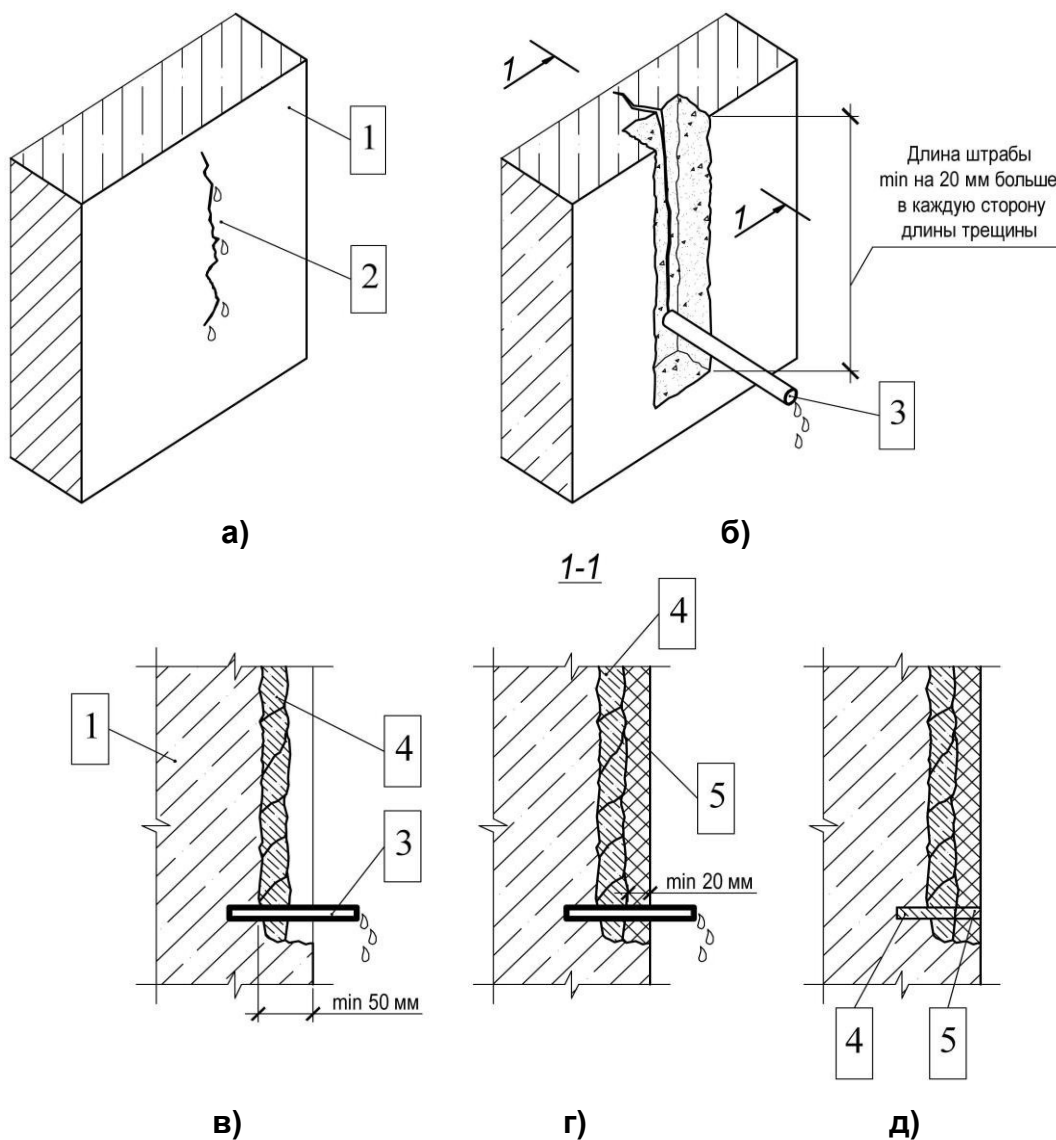 1
2
а)
1
1
Длина штрабы
min на 20 мм больше
в каждую сторону
длины трещины
3
б)
1-1
1
4
3
min 50 мм
в)
4
5
min 20 мм
г)
4
5
д)